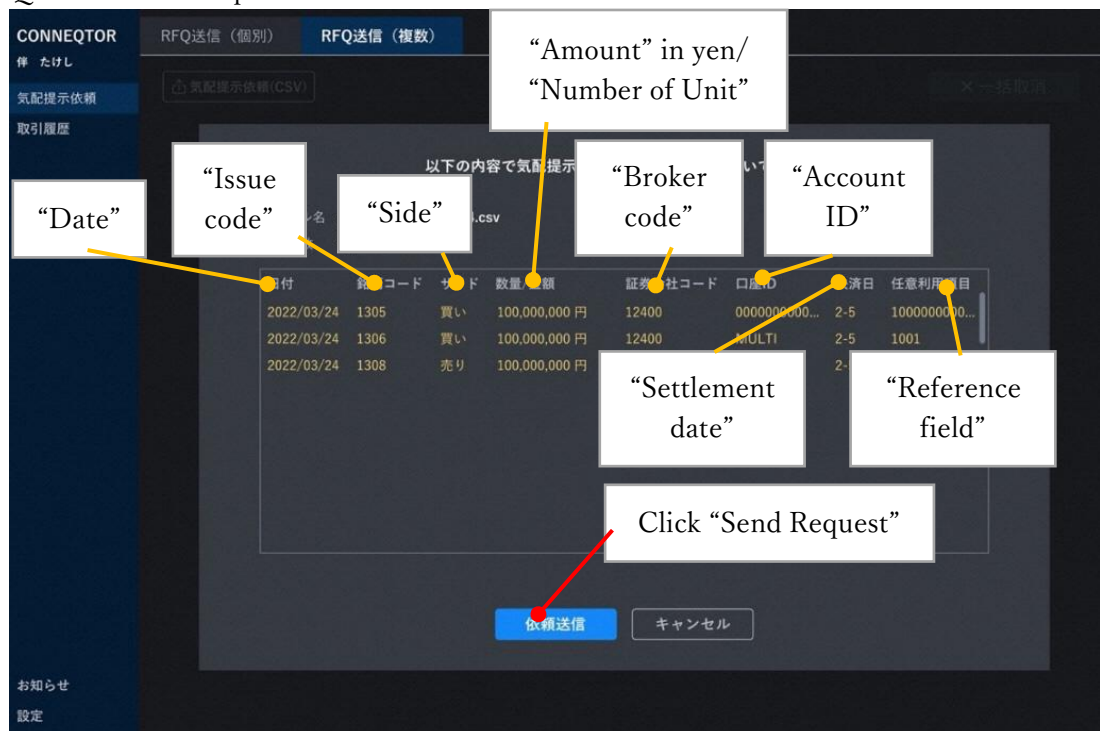 CONNEQTOR
伴 たけし
気配提示依頼
取引履歴
お知らせ
設定
RFQ送信（個別）
RFQ送信（複数）
気配提示依頼(CSV)
×一括取消
“Amount” in yen/
“Number of Unit”
以下の内容で気配提示
“Issue
code”
“Broker
code”
“Account
ID”
“Date”
“Side”
.csv
日付 コード 数量 証券 社コード 口座ID 済日 任意利用項目
2022/03/24 1305 買い 100,000,000 円 12400 0000000000... 2-5 1000000000...
2022/03/24 1306 買い 100,000,000 円 12400 MULTI 2-5 1001
2022/03/24 1308 売り 100,000,000 円
“Settlement
date”
“Reference
field”
Click “Send Request”
依頼送信
キャンセル